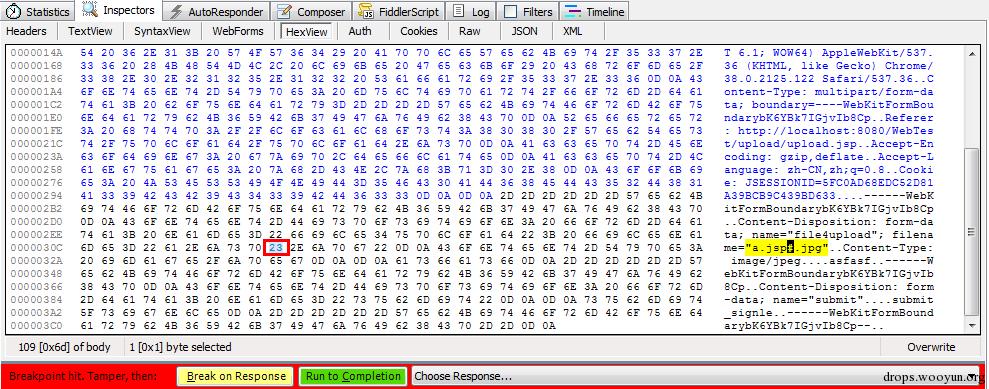 Statistics Inspectors AutoResponder Composer FiddlerScript Log Filters Timeline
Headers TextView SyntaxView WebForms HexView Auth Cookies Raw JSON XML
0000014A 54 20 36 2E 31 3B 20 57 4F 57 36 34 29 20 41 70 70 6C 65 57 65 62 4B 69 74 2F 35 33 37 2E T 6.1; WOW64) AppleWebKit/537.
00000168 33 36 20 28 4B 48 54 4D 4C 2C 20 6C 69 6B 65 20 47 65 63 6B 6F 29 20 43 68 72 6F 6D 65 2F 36 (KHTML, like Gecko) Chrome/
00000186 33 38 2E 30 2E 32 31 32 35 2E 31 32 32 20 53 61 66 61 72 69 2F 35 33 37 2E 33 36 0D 0A 43 38.0.2125.122 Safari/537.36..C
000001A4 6F 6E 74 65 6E 74 2D 54 79 70 65 3A 20 6D 75 6C 74 69 70 61 72 74 2F 66 6F 72 6D 2D 64 61 ontent-Type: multipart/form-da
000001C2 74 61 3B 20 62 6F 75 6E 64 61 72 79 3D 2D 2D 2D 2D 57 65 62 4B 69 74 46 6F 72 6D 42 6F 75 ta; boundary=----WebKitFormBou
000001E0 6E 64 61 72 79 62 4B 36 59 42 6B 37 49 47 6A 76 49 62 38 43 70 0D 0A 52 65 66 65 72 65 72 ndarybK6YBk7IGjvIb8Cp..Referer
000001FE 3A 20 68 74 74 70 3A 2F 2F 6C 6F 63 61 6C 68 6F 73 74 3A 38 30 38 30 2F 57 65 62 54 65 73 : http://localhost:8080/WebTes
0000021C 74 2F 75 70 6C 6F 61 64 2F 75 70 6C 6F 61 64 2E 6A 73 70 0D 0A 41 63 63 65 70 74 2D 45 6E t/upload/upload.jsp..Accept-En
0000023A 63 6F 64 69 6E 67 3A 20 67 7A 69 70 2C 64 65 66 6C 61 74 65 0D 0A 41 63 63 65 70 74 2D 4C coding: gzip,deflate..Accept-L
00000258 61 6E 67 75 61 67 65 3A 20 7A 68 2D 43 4E 2C 7A 68 3B 71 3D 30 2E 38 0D 0A 43 6F 6F 6B 69 anguage: zh-CN,zh;q=0.8..Cooki
00000276 65 3A 20 4A 53 45 53 53 49 4F 4E 49 44 3D 35 46 43 30 41 44 36 38 45 44 43 35 32 44 38 31 e: JSESSIONID=5FC0AD68EDC52D81
00000294 41 33 39 42 43 42 39 43 34 33 39 42 44 36 33 33 0D 0A 0D 0A 2D 2D 2D 2D 2D 2D 57 65 62 4B A39BCB9C439BD633....------WebK
000002B2 69 74 46 6F 72 6D 42 6F 75 6E 64 61 72 79 62 4B 36 59 42 6B 37 49 47 6A 76 49 62 38 43 70 itFormBoundarybK6YBk7IGjvIb8Cp
000002D0 0D 0A 43 6F 6E 74 65 6E 74 2D 44 69 73 70 6F 73 69 74 69 6F 6E 3A 20 66 6F 72 6D 2D 64 61 ..Content-Disposition: form-da
000002EE 74 61 3B 20 6E 61 6D 65 3D 22 66 69 6C 65 34 75 70 6C 6F 61 64 22 3B 20 66 69 6C 65 6E 61 ta; name="file4upload"; filena
0000030C 6D 65 3D 22 61 2E 6A 73 70 23 2E 6A 70 67 22 0D 0A 43 6F 6E 74 65 6E 74 2D 54 79 70 65 3A me="a.jsp#.jpg"..Content-Type:
0000032A 20 69 6D 61 67 65 2F 6A 70 65 67 0D 0A 0D 0A 61 73 66 61 73 66 0D 0A 2D 2D 2D 2D 2D 2D 57 image/jpeg....asfasf..------W
00000348 65 62 4B 69 74 46 6F 72 6D 42 6F 75 6E 64 61 72 79 62 4B 36 59 42 6B 37 49 47 6A 76 49 62 ebKitFormBoundarybK6YBk7IGjvIb
00000366 38 43 70 0D 0A 43 6F 6E 74 65 6E 74 2D 44 69 73 70 6F 73 69 74 69 6F 6E 3A 20 66 6F 72 6D 8Cp..Content-Disposition: form
00000384 2D 64 61 74 61 3B 20 6E 61 6D 65 3D 22 73 75 62 6D 69 74 22 0D 0A 0D 0A 73 75 62 6D 69 74 -data; name="submit"....submit
000003A2 5F 73 69 67 6E 6C 65 0D 0A 2D 2D 2D 2D 2D 2D 57 65 62 4B 69 74 46 6F 72 6D 42 6F 75 6E 64 _signle..------WebKitFormBound
000003C0 61 72 79 62 4B 36 59 42 6B 37 49 47 6A 76 49 62 38 43 70 2D 2D 0D 0A arybK6YBk7IGjvIb8Cp--..
109 [0x6d] of body 1 [0x1] byte selected Overwrite
Breakpoint hit. Tamper, then: Break on Response Run to Completion Choose Response... drops.wooyun.org